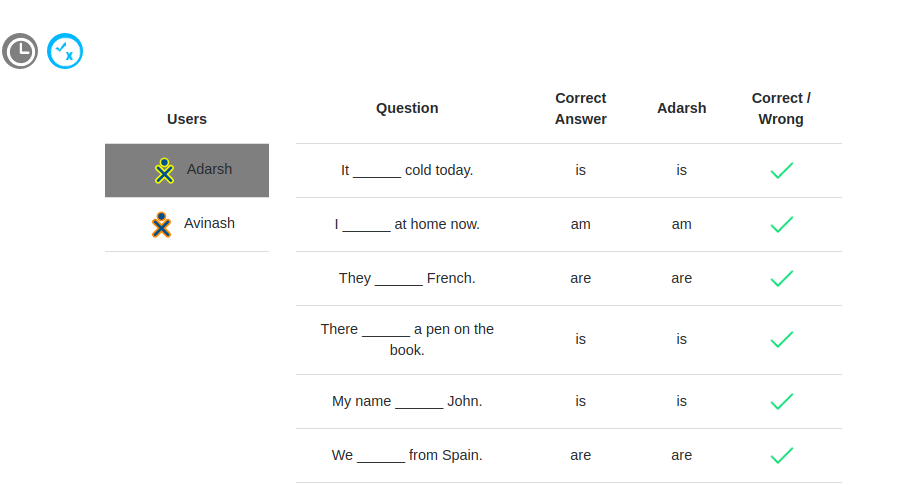 Users
Adarsh
Avinash
Question Correct Answer Adarsh Correct / Wrong
It ______ cold today. is is
I ______ at home now. am am
They ______ French. are are
There ______ a pen on the
book. is is
My name ______ John. is is
We ______ from Spain. are are